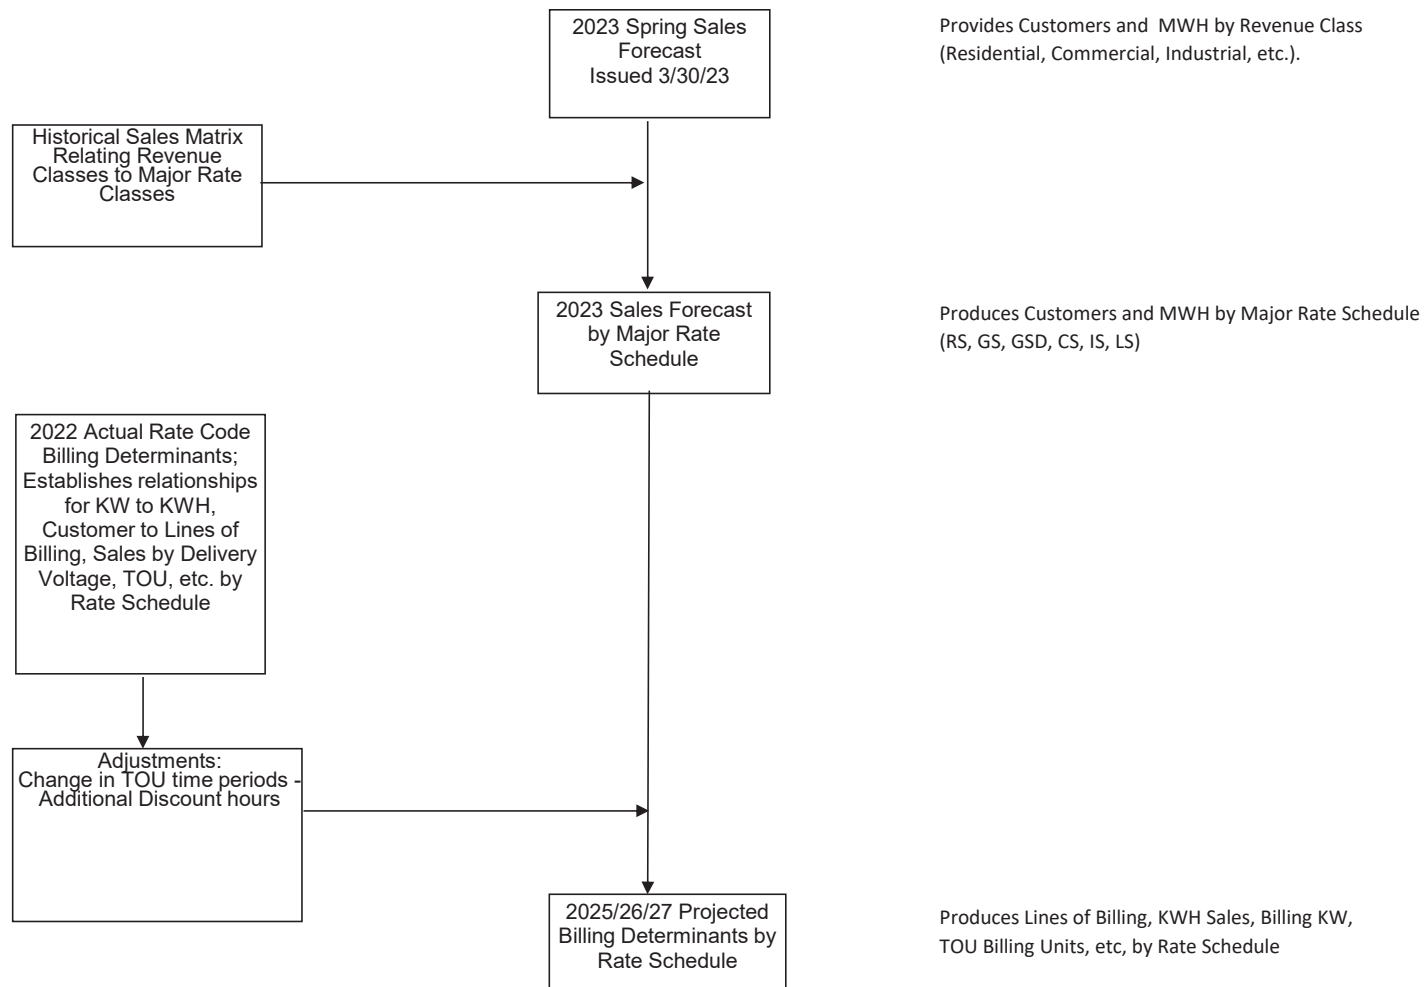 2023 Spring Sales
Forecast
Issued 3/30/23
Provides Customers and  MWH by Revenue Class
(Residential, Commercial, Industrial, etc.).
Historical Sales Matrix
Relating Revenue
Classes to Major Rate
Classes
2023 Sales Forecast
by Major Rate
Schedule
Produces Customers and MWH by Major Rate Schedule
(RS, GS, GSD, CS, IS, LS)
2022 Actual Rate Code
Billing Determinants;
Establishes relationships
for KW to KWH,
Customer to Lines of
Billing, Sales by Delivery
Voltage, TOU, etc. by
Rate Schedule
Adjustments:
Change in TOU time periods -
Additional Discount hours
2025/26/27 Projected
Billing Determinants by
Rate Schedule
Produces Lines of Billing, KWH Sales, Billing KW,
TOU Billing Units, etc, by Rate Schedule